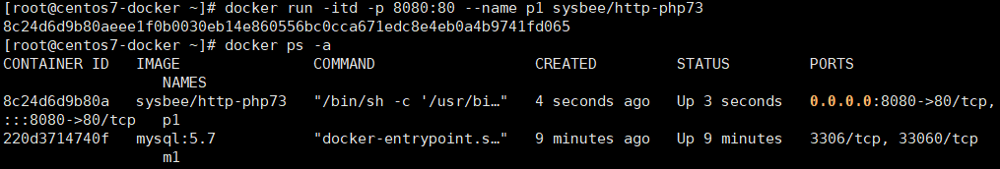 [root@centos7-docker ~]# docker run -itd -p 8080:80 --name p1 sysbee/http-php73
8c24d6d9b80aeee1f0b0030eb14e860556bc0cca671edc8e4eb0a4b9741fd065
[root@centos7-docker ~]# docker ps -a
CONTAINER ID   IMAGE               COMMAND                  CREATED         STATUS         PORTS
                  NAMES
8c24d6d9b80a   sysbee/http-php73   "/bin/sh -c '/usr/bi…"   4 seconds ago   Up 3 seconds   0.0.0.0:8080->80/tcp,
:::8080->80/tcp   p1
220d3714740f   mysql:5.7           "docker-entrypoint.s…"   9 minutes ago   Up 9 minutes   3306/tcp, 33060/tcp
                  m1